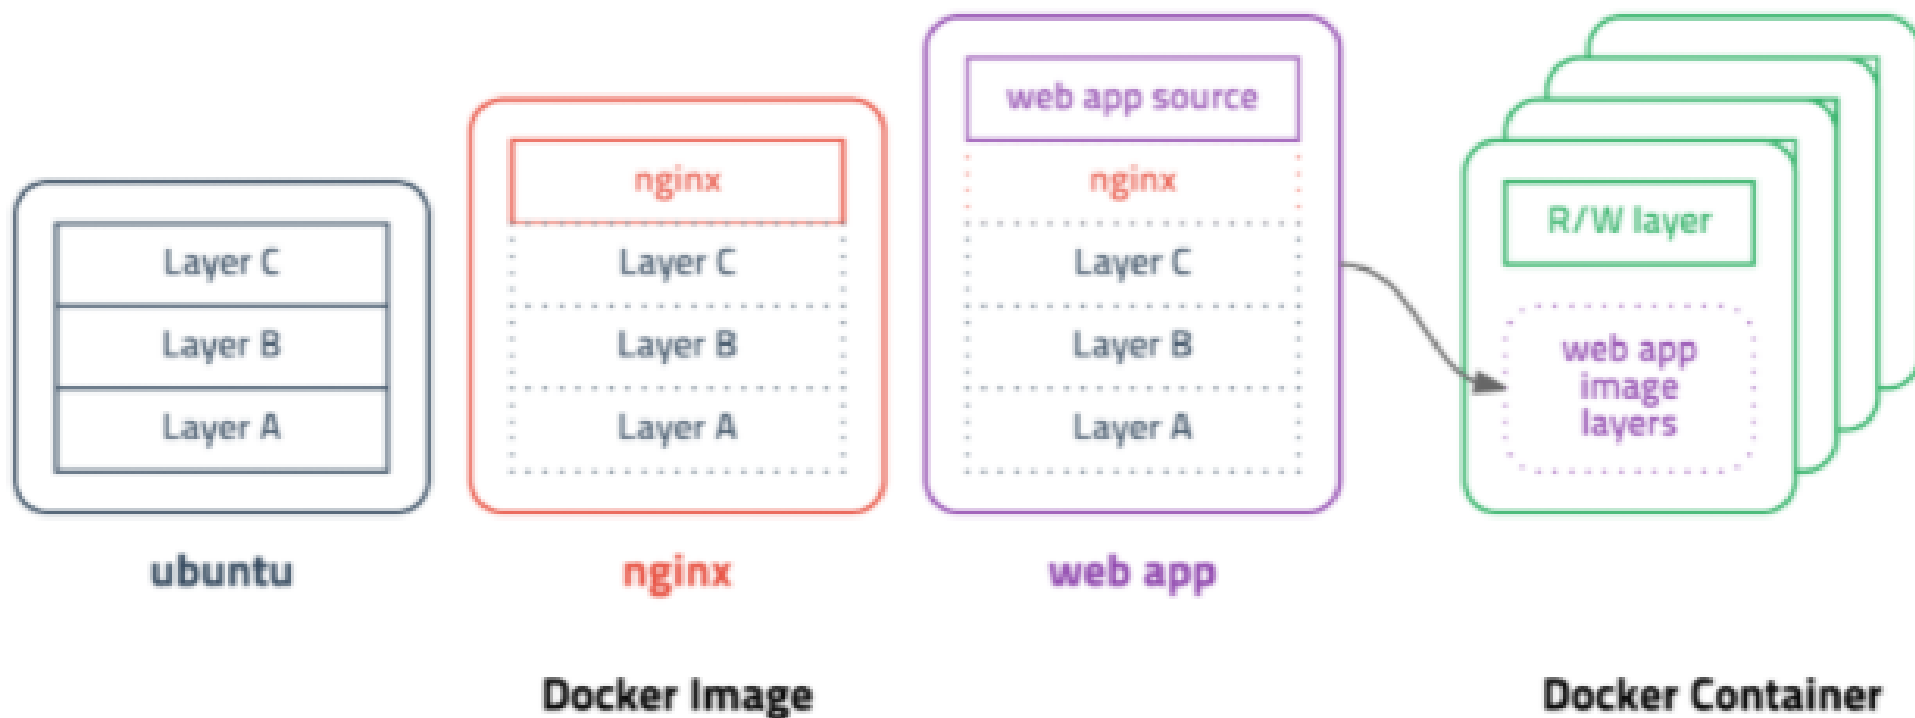 Layer C
Layer B
Layer A
ubuntu
nginx
Layer C
Layer B
Layer A
nginx
web app source
nginx
Layer C
Layer B
Layer A
web app
R/W layer
web app
image
layers
Docker Image
Docker Container